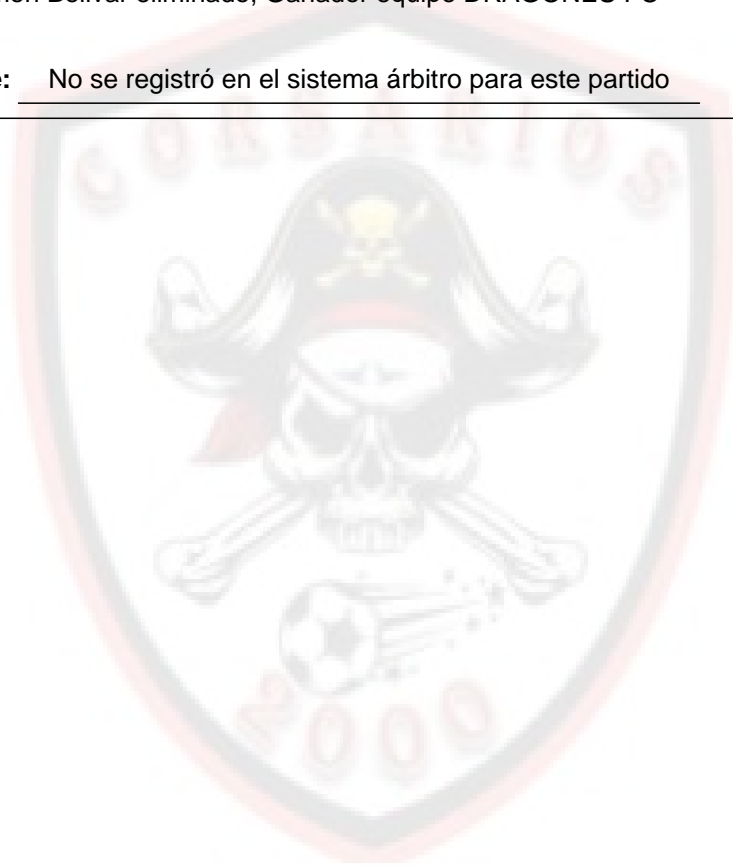 Bolívar eliminado, Ganador equipo DRAGONES FC
: No se registró en el sistema árbitro para este partido
CORSARIOS
2000